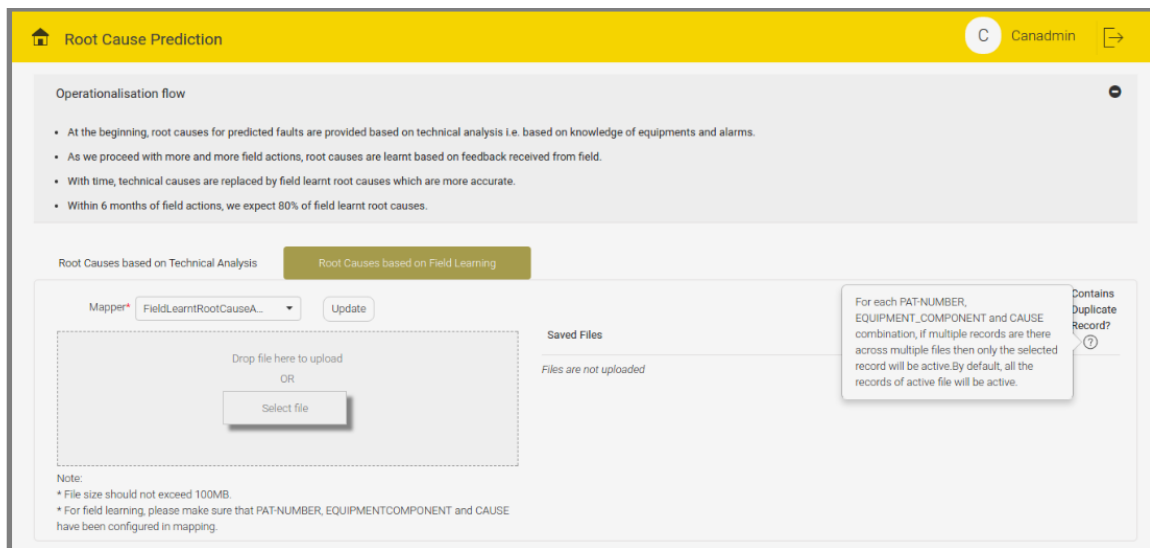 Root Cause Prediction
C Canadmin
Operationalisation flow
• At the beginning, root causes for predicted faults are provided based on technical analysis i.e. based on knowledge of equipments and alarms.
• As we proceed with more and more field actions, root causes are learnt based on feedback received from field.
• With time, technical causes are replaced by field learnt root causes which are more accurate.
• Within 6 months of field actions, we expect 80% of field learnt root causes.
Root Causes based on Technical Analysis
Root Causes based on Field Learning
Mapper* FieldLearntRootCauseA...
Update
Drop file here to upload
OR
Select file
Note:
* File size should not exceed 100MB.
* For field learning, please make sure that PAT-NUMBER, EQUIPMENTCOMPONENT and CAUSE
have been configured in mapping.
Saved Files
Files are not uploaded
For each PAT-NUMBER,
EQUIPMENT_COMPONENT and CAUSE
combination, if multiple records are there
across multiple files then only the selected
record will be active.By default, all the
records of active file will be active.
Contains
Duplicate
Record?
?